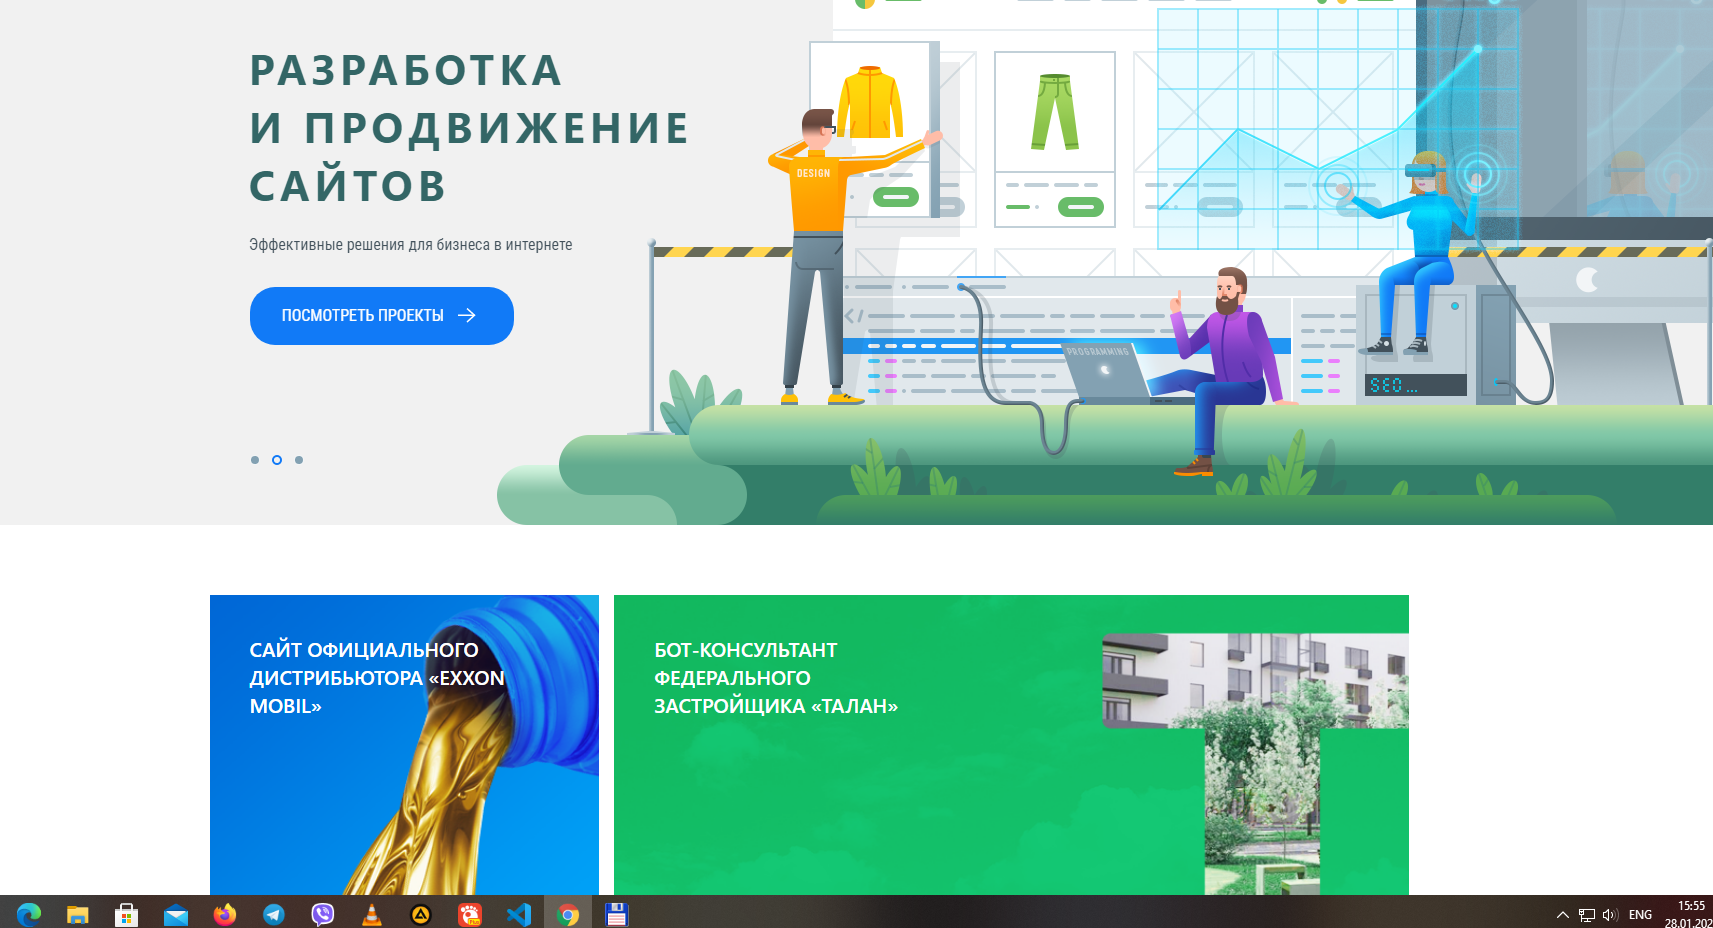 РАЗРАБОТКА
И ПРОДВИЖЕНИЕ
САЙТОВ
Эффективные решения для бизнеса в интернете
ПОСМОТРЕТЬ ПРОЕКТЫ
DESIGN
PROGRAMMING
SEO...
САЙТ ОФИЦИАЛЬНОГО
ДИСТРИБЬЮТОРА «EXXON
MOBIL»
БОТ-КОНСУЛЬТАНТ
ФЕДЕРАЛЬНОГО
ЗАСТРОЙЩИКА «ТАЛАН»
ENG
15:55
28.01.202